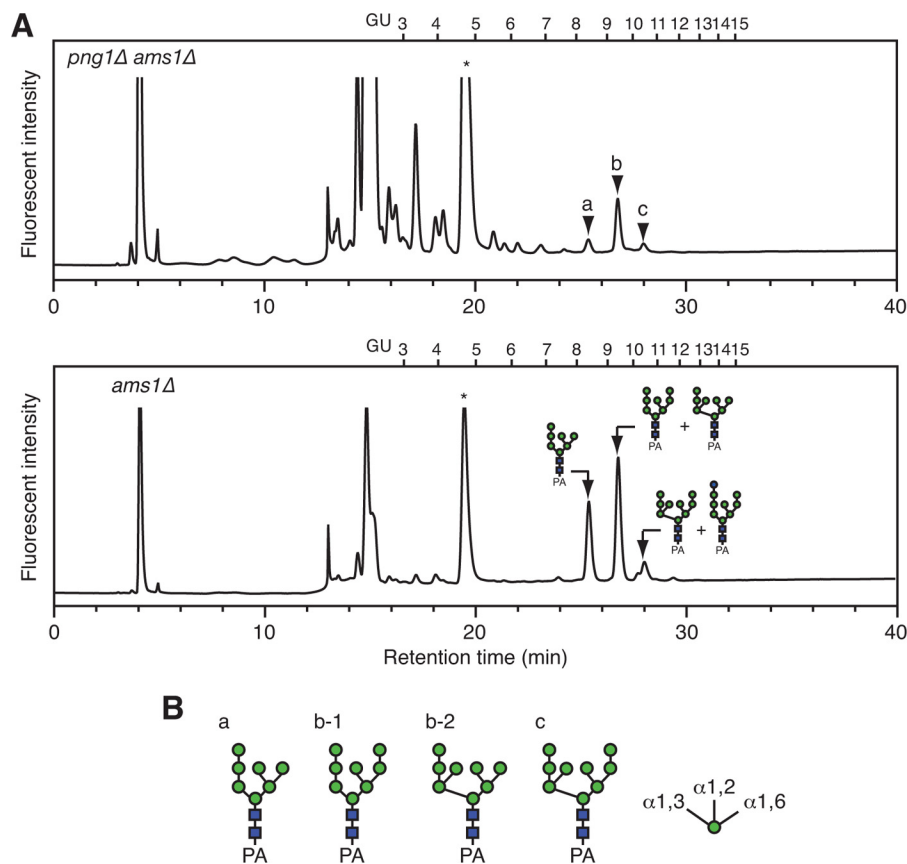 A
GU 3 4 5 6 7 8 9 10 11 12 13 14 15
png1Δ ams1Δ
*
a
b
c
Fluorescent intensity
0 10 20 30 40
GU 3 4 5 6 7 8 9 10 11 12 13 14 15
ams1Δ
*
+
PA PA
PA
+
PA PA
Fluorescent intensity
0 10 20 30 40
Retention time (min)
B
a b-1 b-2 c
α1,3 α1,2 α1,6
PA PA PA PA